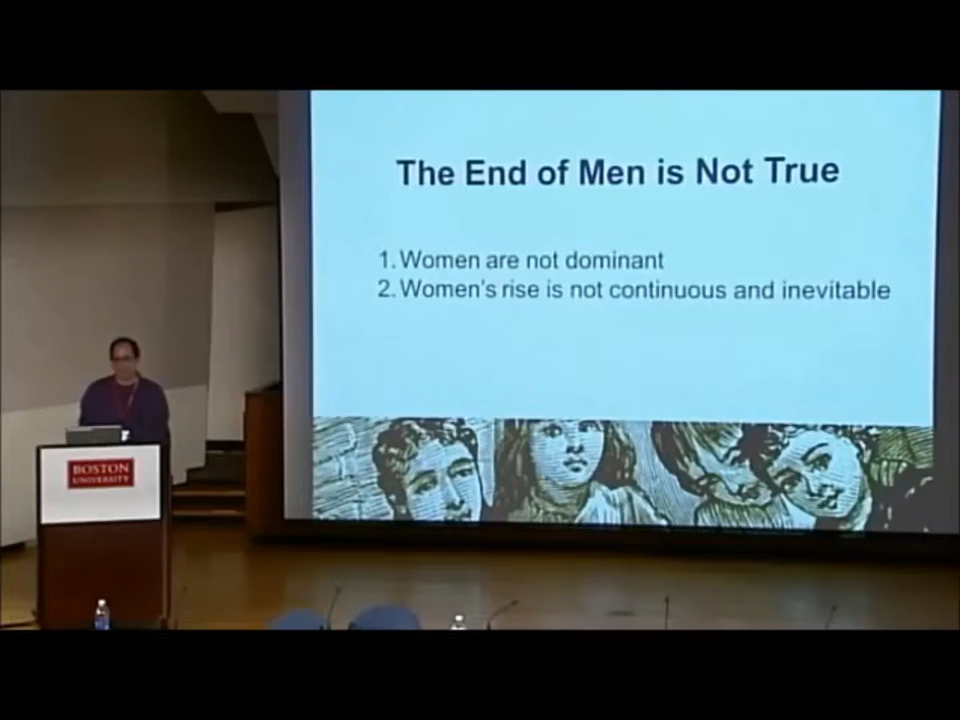 The End of Men is Not True
1. Women are not dominant
2. Women's rise is not continuous and inevitable
BOSTON
UNIVERSITY